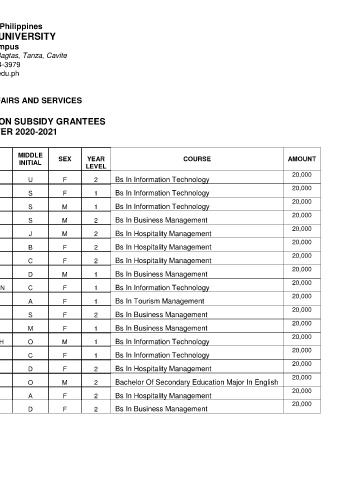 Philippines
UNIVERSITY
mpus
Bagtas, Tanza, Cavite
4-3979
edu.ph
FAIRS AND SERVICES
ON SUBSIDY GRANTEES
TER 2020-2021
MIDDLE INITIAL SEX YEAR LEVEL COURSE AMOUNT
U F 2 Bs In Information Technology 20,000
S F 1 Bs In Information Technology 20,000
S M 1 Bs In Information Technology 20,000
S M 2 Bs In Business Management 20,000
J M 2 Bs In Hospitality Management 20,000
B F 2 Bs In Hospitality Management 20,000
C F 2 Bs In Hospitality Management 20,000
D M 1 Bs In Business Management 20,000
N C F 1 Bs In Information Technology 20,000
A F 1 Bs In Tourism Management 20,000
S F 2 Bs In Business Management 20,000
M F 1 Bs In Business Management 20,000
H O M 1 Bs In Information Technology 20,000
C F 1 Bs In Information Technology 20,000
D F 2 Bs In Hospitality Management 20,000
O M 2 Bachelor Of Secondary Education Major In English 20,000
A F 2 Bs In Hospitality Management 20,000
D F 2 Bs In Business Management 20,000